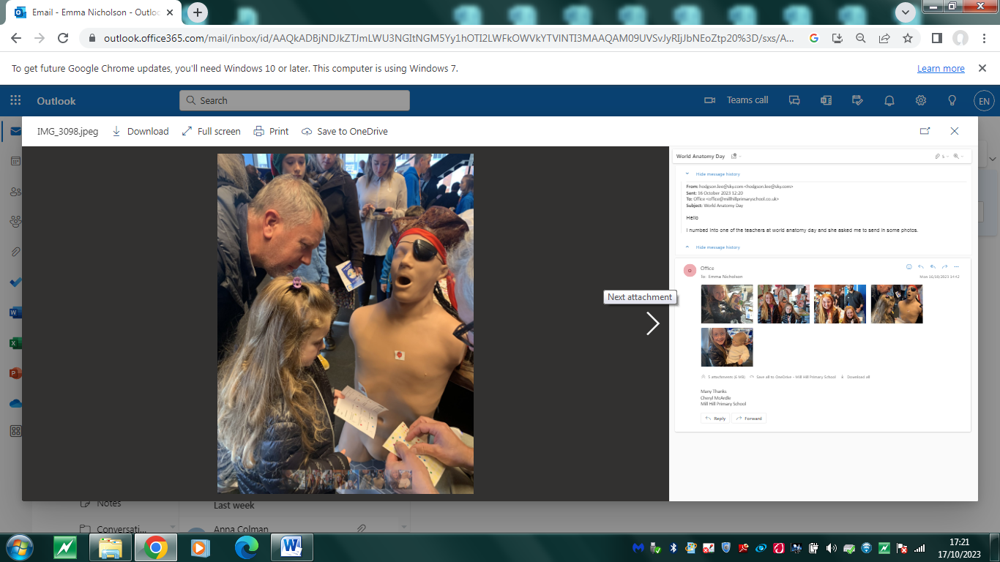 Email - Emma Nicholson - Outlo
outlook.office365.com/mail/inbox/id/AAQkADBjNDJkZTJmLWU3NGItNGM5Yy1hOTI2LWFkOWVkYTVlNTI3MAAQAM09UVSvJyRIjJbNEoZtp20%3D/sxs/A...
To get future Google Chrome updates, you'll need Windows 10 or later. This computer is using Windows 7.
Learn more
Outlook
Search
Teams call
EN
IMG_3098.jpeg
Download
Full screen
Print
Save to OneDrive
World Anatomy Day
5
Hide message history
From: hodgson.lee@sky.com <hodgson.lee@sky.com>
Sent: 16 October 2023 12:20
To: Office <office@millhillprimaryschool.co.uk>
Subject: World Anatomy Day
Hello
I numbed into one of the teachers at world anatomy day and she asked me to send in some photos.
Hide message history
O
Office
To: Emma Nicholson
Mon 16/10/2023 14:42
Next attachment
5 attachments (6 MB)
Save all to OneDrive - Mill Hill Primary School
Download all
Many Thanks
Cheryl McArdle
Mill Hill Primary School
Reply
Forward
Notes
Last week
Conversati...
Anna Colman
17:21
17/10/2023